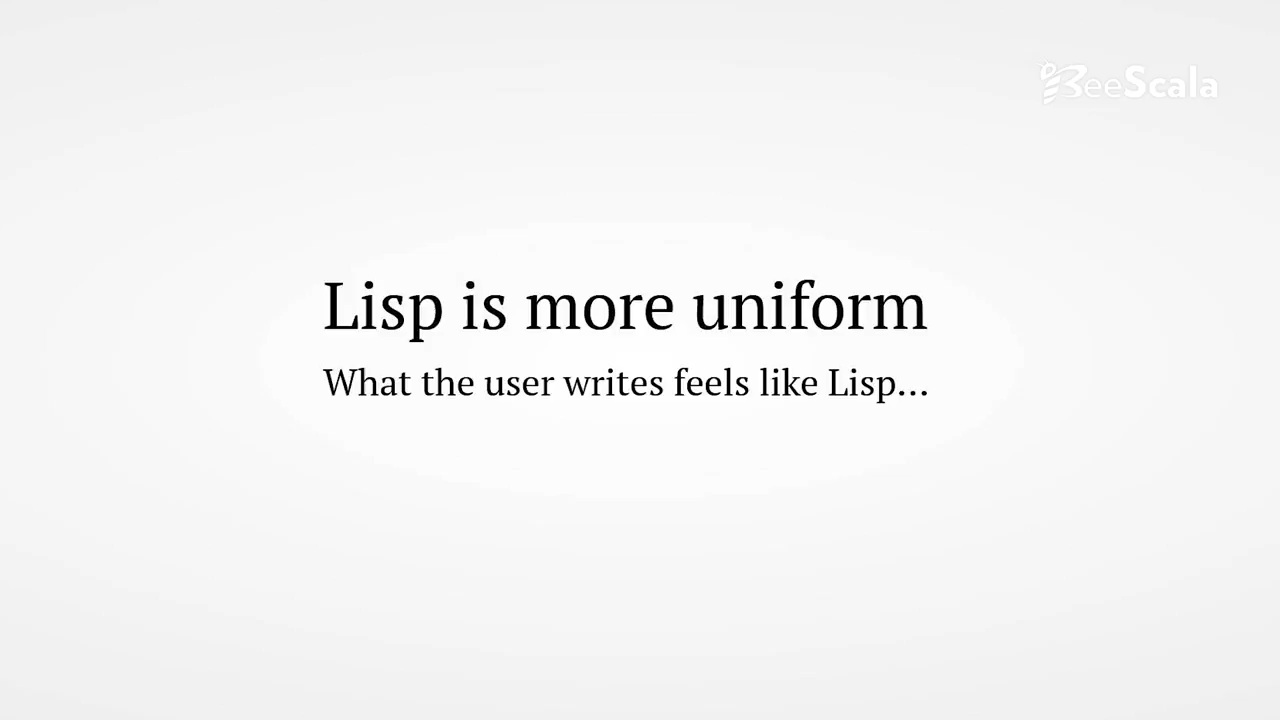 BeeScala
Lisp is more uniform
What the user writes feels like Lisp...